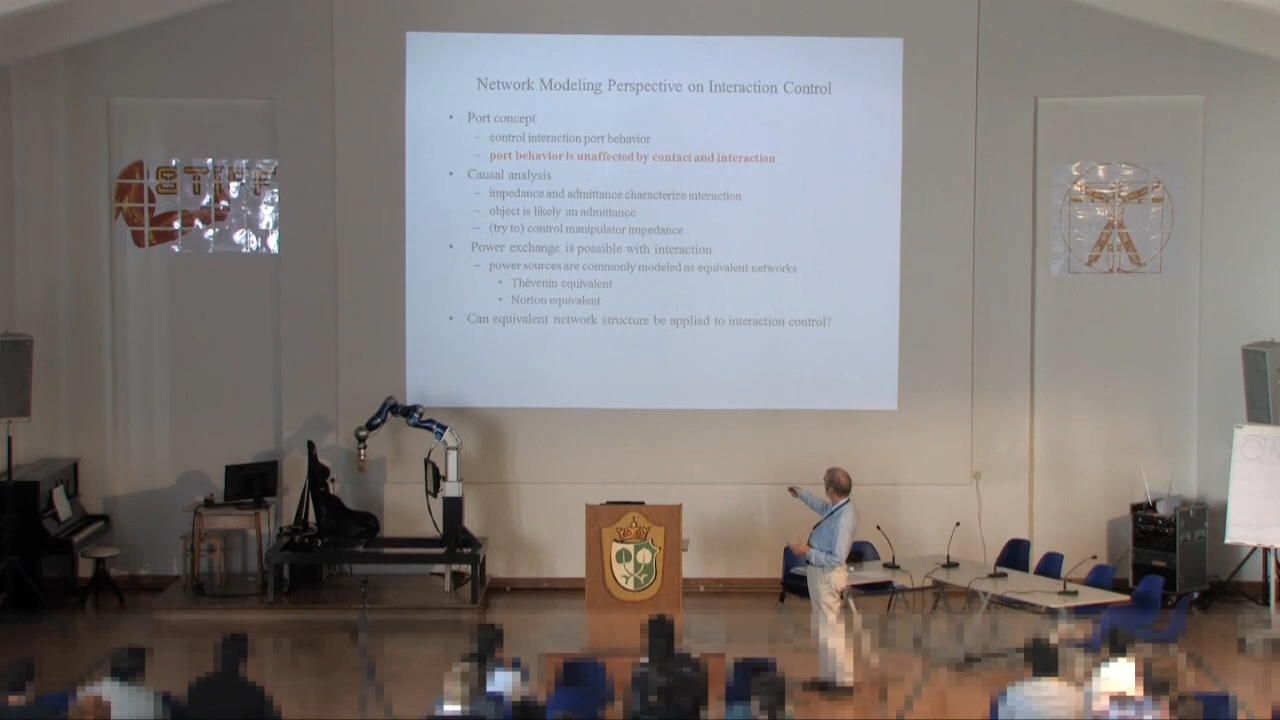 Network Modeling Perspective on Interaction Control
• Port concept
– control interaction port behavior
– port behavior is unaffected by contact and interaction
• Causal analysis
– impedance and admittance characterize interaction
– object is likely an admittance
– (try to) control manipulator impedance
• Power exchange is possible with interaction
– power sources are commonly modeled as equivalent networks
• Thévenin equivalent
• Norton equivalent
• Can equivalent network structure be applied to interaction control?
STIFF